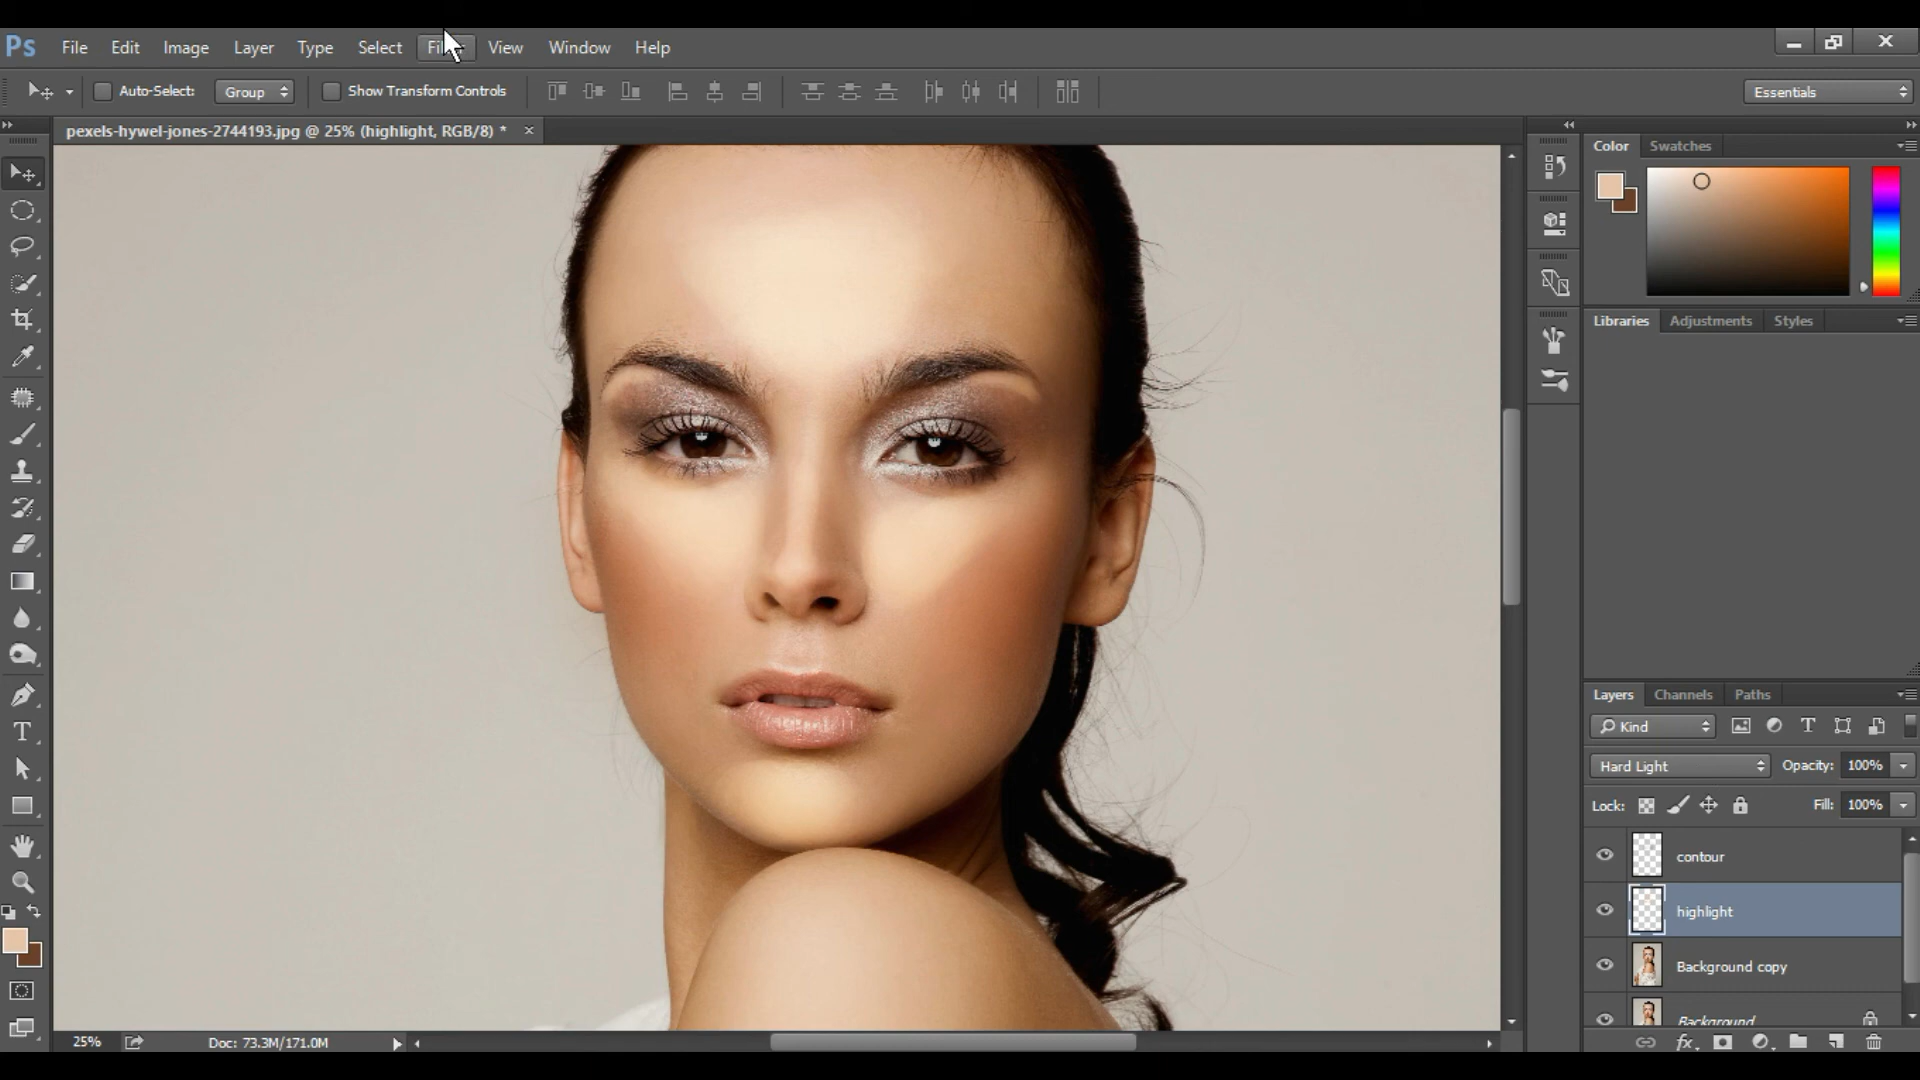 Ps File Edit Image Layer Type Select View Window Help
Auto-Select: Group Show Transform Controls Essentials
pexels-hywel-jones-2744193.jpg @ 25% (highlight, RGB/8) * ×
Color Swatches
Libraries Adjustments Styles
Layers Channels Paths
Kind
Hard Light Opacity: 100%
Lock: Fill: 100%
contour
highlight
Background copy
Background
25% Doc: 73.3M/171.0M